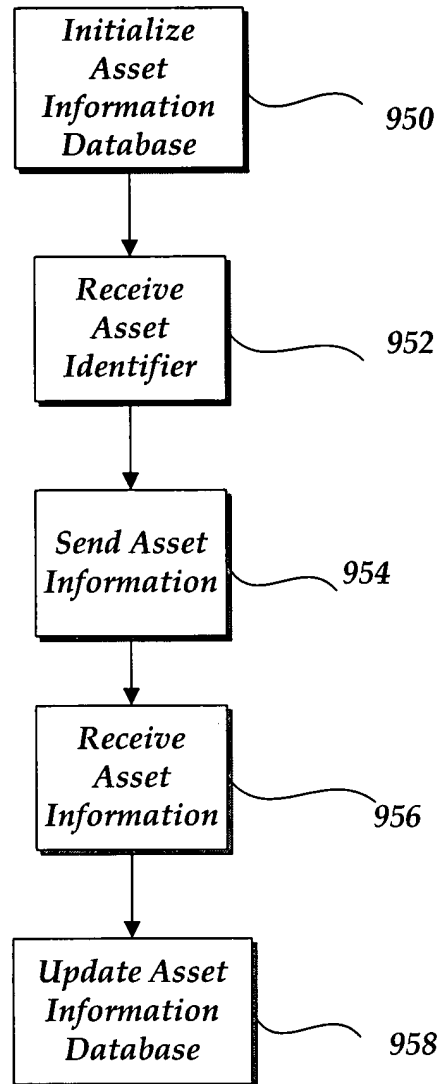 Initialize
Asset
Information
Database
950
Receive
Asset
Identifier
952
Send Asset
Information
954
Receive
Asset
Information
956
Update Asset
Information
Database
958